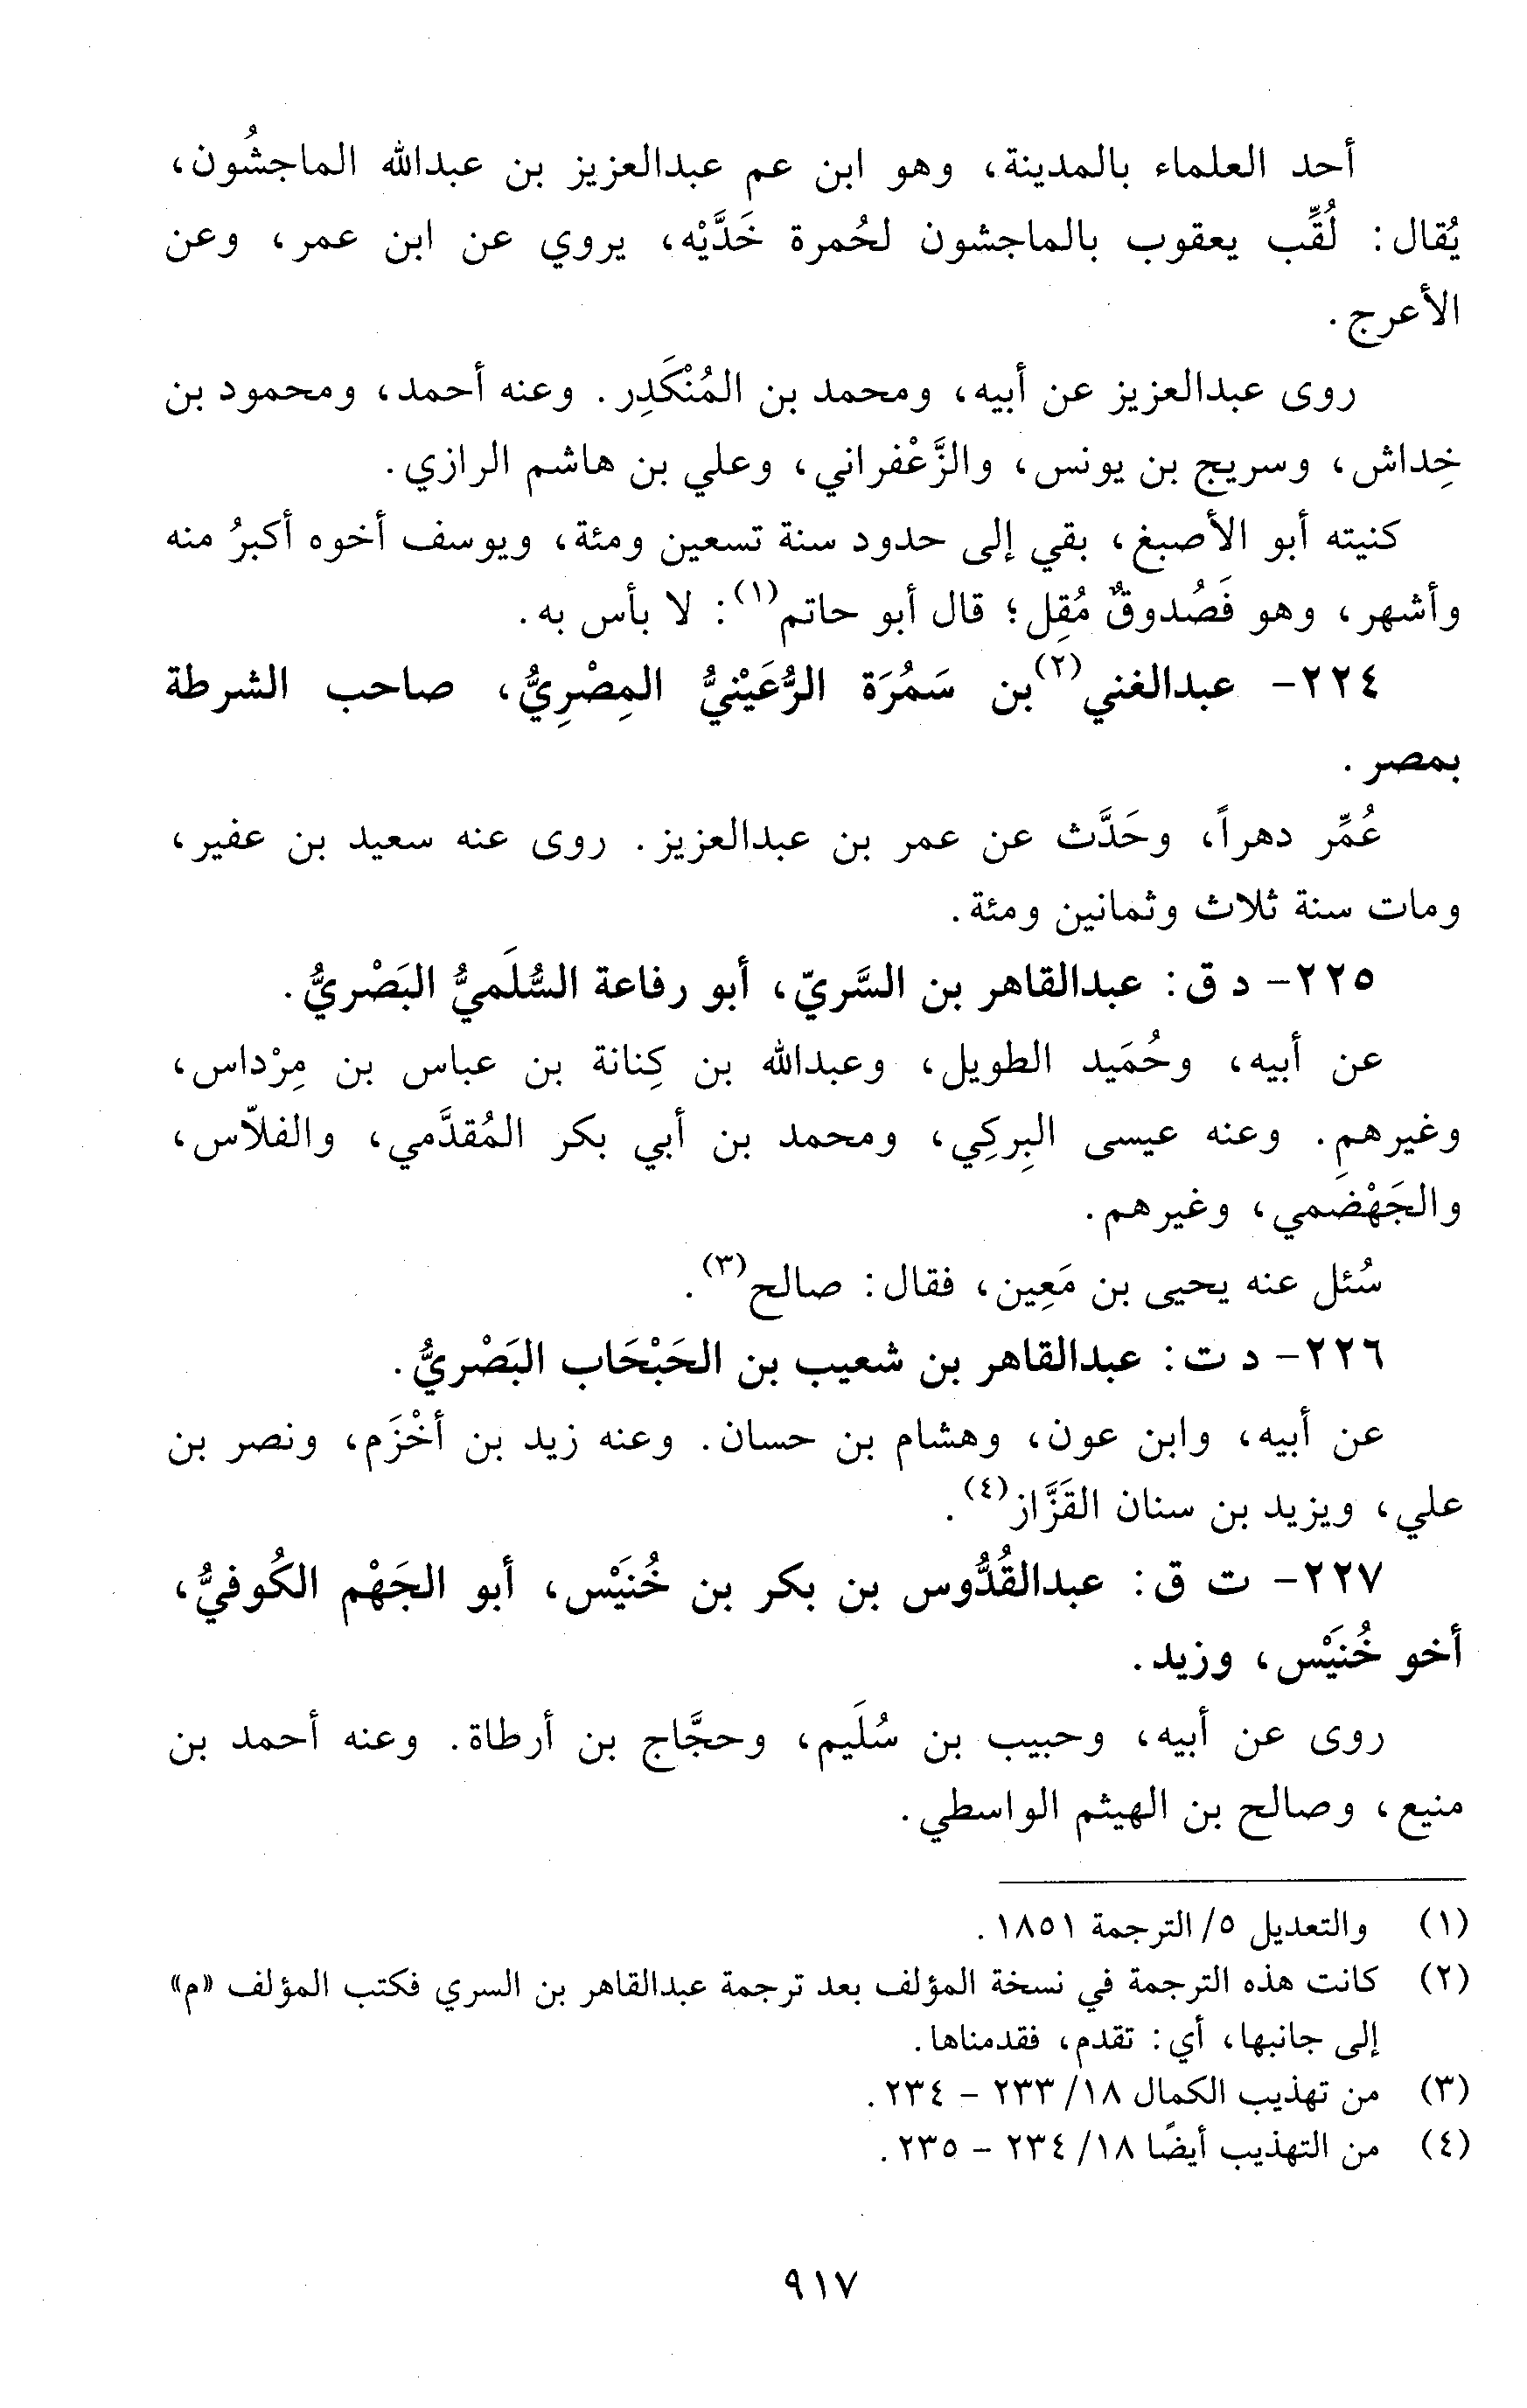 أحد العلماء بالمدينة، وهو ابن عم عبدالعزيز بن عبدالله الماجشُون،
يُقال: لُقِّب يعقوب بالماجشون لحُمرة خَدَّيْه، يروي عن ابن عمر، وعن
الأعرج.
روى عبدالعزيز عن أبيه، ومحمد بن المُنْكَدِر. وعنه أحمد، ومحمود بن
خِداش، وسريج بن يونس، والزَّعْفراني، وعلي بن هاشم الرازي.
كنيته أبو الأصبغ، بقي إلى حدود سنة تسعين ومئة، ويوسف أخوه أكبرُ منه
وأشهر، وهو فَصُدوقٌ مُقِل؛ قال أبو حاتم(١): لا بأس به.
٢٢٤- عبدالغني(٢) بن سَمُرَة الرُّعَيْنيُّ المِصْرِيُّ، صاحب الشرطة
بمصر.
عُمِّر دهراً، وحَدَّث عن عمر بن عبدالعزيز. روى عنه سعيد بن عفير،
ومات سنة ثلاث وثمانين ومئة.
٢٢٥- د ق: عبدالقاهر بن السَّريّ، أبو رفاعة السُّلَميُّ البَصْريُّ.
عن أبيه، وحُمَيد الطويل، وعبدالله بن كِنانة بن عباس بن مِرْداس،
وغيرهم. وعنه عيسى البِركِي، ومحمد بن أبي بكر المُقدَّمي، والفلاّس،
والجَهْضَمي، وغيرهم.
سُئل عنه يحيى بن مَعِين، فقال: صالح(٣).
٢٢٦- د ت: عبدالقاهر بن شعيب بن الحَبْحَاب البَصْريُّ.
عن أبيه، وابن عون، وهشام بن حسان. وعنه زيد بن أخْزَم، ونصر بن
علي، ويزيد بن سنان القَزَّاز(٤).
٢٢٧- ت ق: عبدالقُدُّوس بن بكر بن خُنَيْس، أبو الجَهْم الكُوفيُّ،
أخو خُنَيْس، وزيد.
روى عن أبيه، وحبيب بن سُلَيم، وحجَّاج بن أرطاة. وعنه أحمد بن
منيع، وصالح بن الهيثم الواسطي.
(١) والتعديل ٥/ الترجمة ١٨٥١.
(٢) كانت هذه الترجمة في نسخة المؤلف بعد ترجمة عبدالقاهر بن السري فكتب المؤلف «م»
إلى جانبها، أي: تقدم، فقدمناها.
(٣) من تهذيب الكمال ١٨/ ٢٣٣ - ٢٣٤.
(٤) من التهذيب أيضًا ١٨/ ٢٣٤ - ٢٣٥.
٩١٧